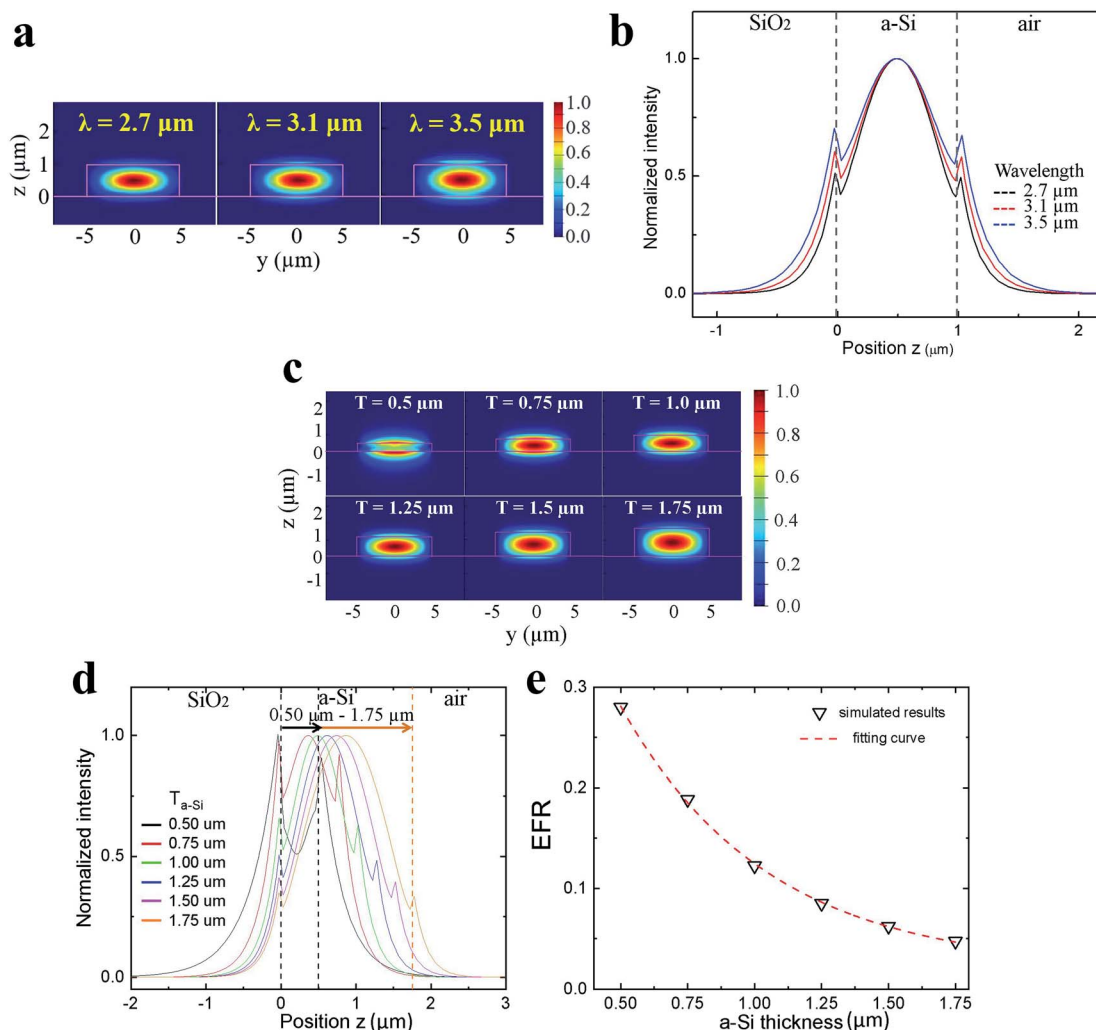 a
λ = 2.7 µm λ = 3.1 µm λ = 3.5 µm
1.0
0.8
0.6
0.4
0.2
0.0
2
1
0
z (µm)
-5 0 5 -5 0 5 -5 0 5
y (µm)
b
SiO₂ a-Si air
1.0
0.5
0.0
Normalized intensity
Wavelength
2.7 µm
3.1 µm
3.5 µm
-1 0 1 2
Position z (µm)
c
T = 0.5 µm T = 0.75 µm T = 1.0 µm
T = 1.25 µm T = 1.5 µm T = 1.75 µm
2
1
0
-1
2
1
0
-1
z (µm)
-5 0 5 -5 0 5 -5 0 5
y (µm)
1.0
0.8
0.6
0.4
0.2
0.0
d
SiO₂ a-Si air
0.50 µm - 1.75 µm
1.0
0.5
0.0
Normalized intensity
Tₐ₋Si
0.50 um
0.75 um
1.00 um
1.25 um
1.50 um
1.75 um
-2 -1 0 1 2 3
Position z (µm)
e
0.3
0.2
0.1
0.0
EFR
simulated results
fitting curve
0.50 0.75 1.00 1.25 1.50 1.75
a-Si thickness(µm)